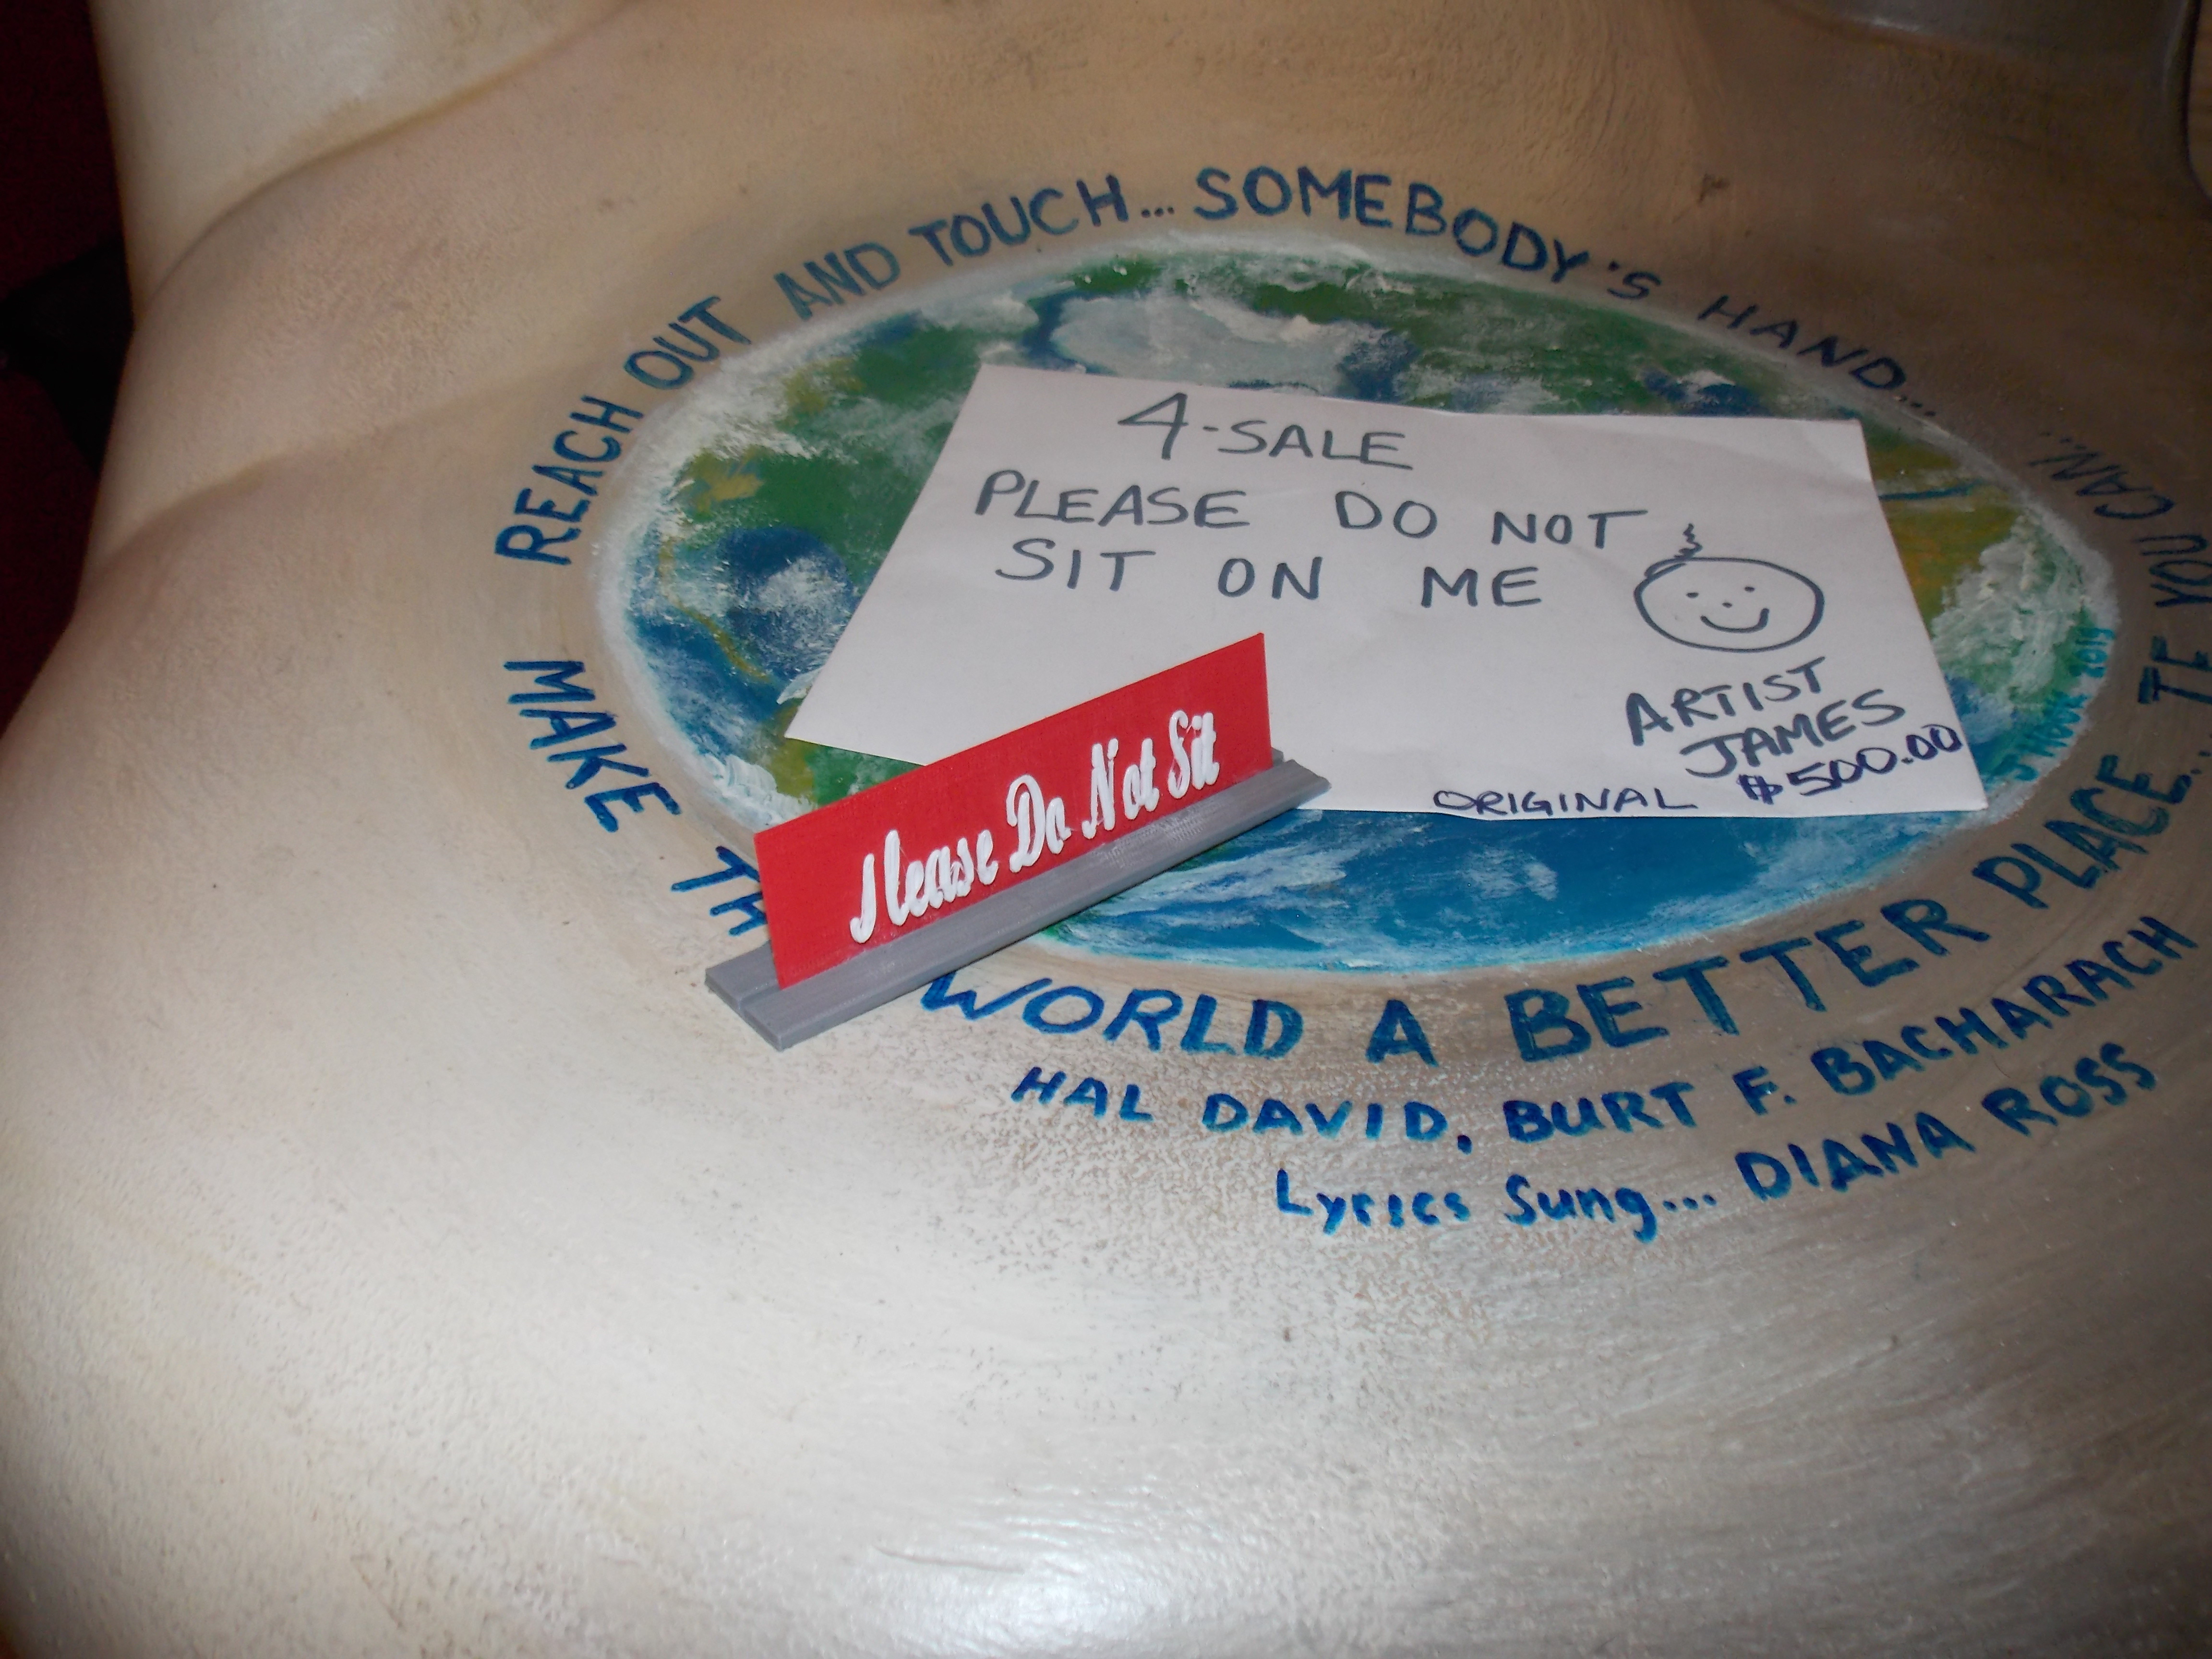 REACH OUT AND TOUCH... SOMEBODY'S HAND...
MAKE TH WORLD A BETTER PLACE... TE YOU CAN...
HAL DAVID, BURT F. BACHARACH
Lyrics Sung... DIANA ROSS
4-SALE
PLEASE DO NOT
SIT ON ME
ARTIST
JAMES
ORIGINAL $500.00
Please Do Not Sit